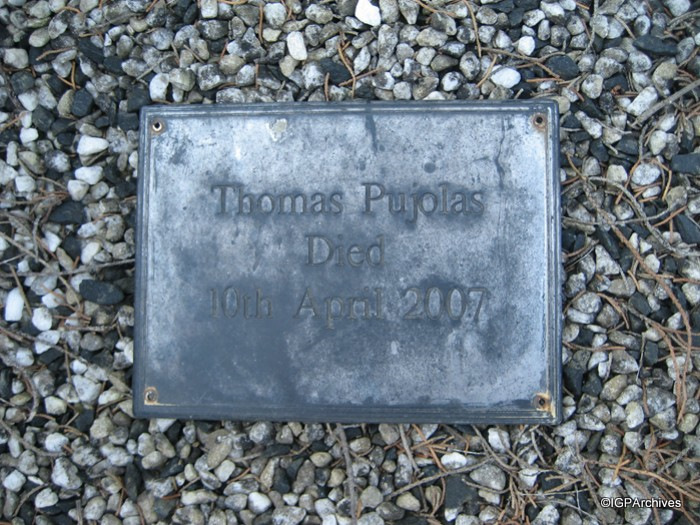 Thomas Pujolas
Died
10th April 2007
©IGPArchives